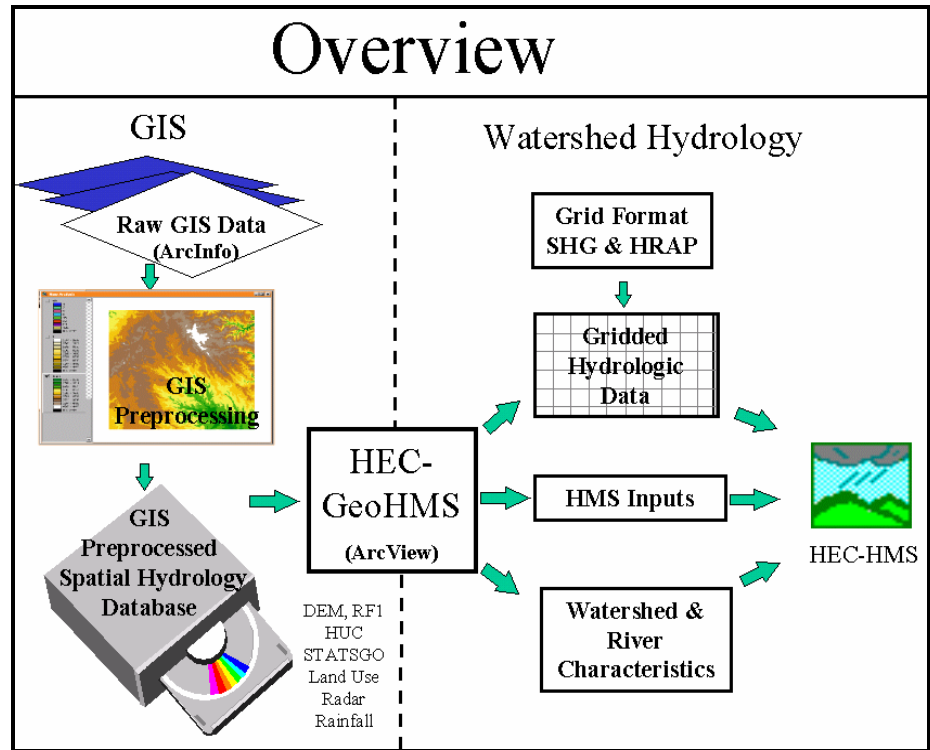 Overview
GIS
Raw GIS Data
(ArcInfo)
GIS
Preprocessing
GIS
Preprocessed
Spatial Hydrology
Database
DEM, RF1
HUC
STATSGO
Land Use
Radar
Rainfall
HEC-
GeoHMS
(ArcView)
Watershed Hydrology
Grid Format
SHG & HRAP
Gridded
Hydrologic
Data
HMS Inputs
Watershed &
River
Characteristics
HEC-HMS